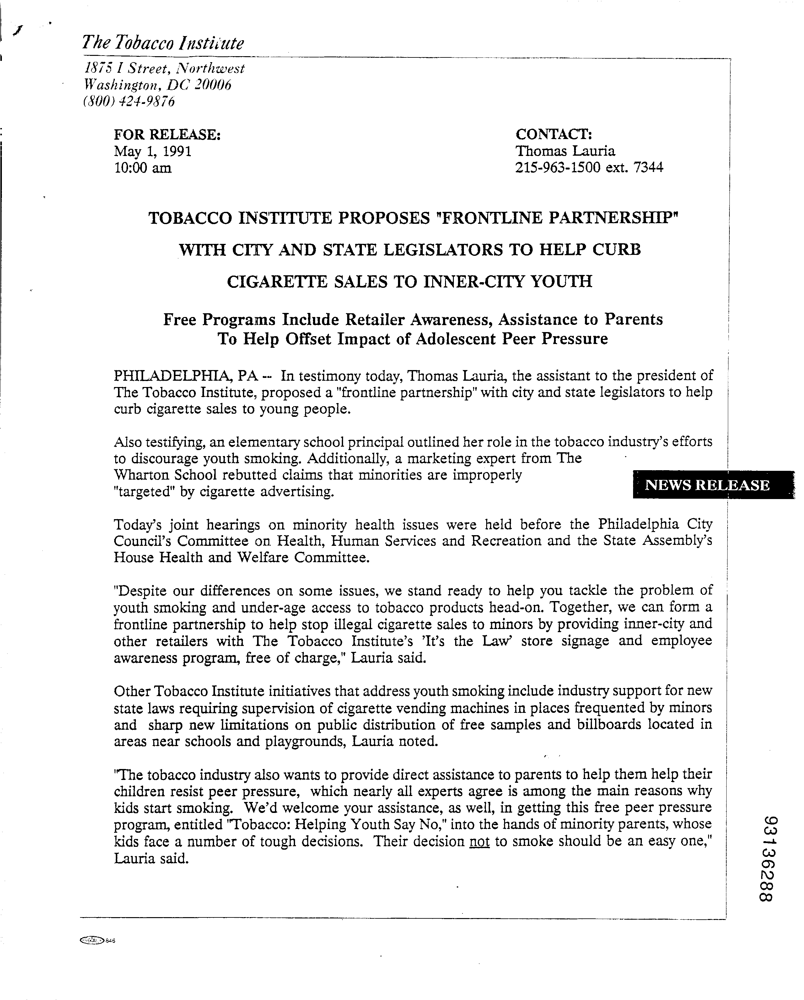 The Tobacco Institute
1875 I Street, Northwest
Washington, DC 20006
(800) 424-9876
FOR RELEASE:
May 1, 1991
10:00 am
CONTACT:
Thomas Lauria
215-963-1500 ext. 7344
TOBACCO INSTITUTE PROPOSES "FRONTLINE PARTNERSHIP"
WITH CITY AND STATE LEGISLATORS TO HELP CURB
CIGARETTE SALES TO INNER-CITY YOUTH
Free Programs Include Retailer Awareness, Assistance to Parents
To Help Offset Impact of Adolescent Peer Pressure
PHILADELPHIA, PA -- In testimony today, Thomas Lauria, the assistant to the president of
The Tobacco Institute, proposed a "frontline partnership" with city and state legislators to help
curb cigarette sales to young people.
Also testifying, an elementary school principal outlined her role in the tobacco industry's efforts
to discourage youth smoking. Additionally, a marketing expert from The
Wharton School rebutted claims that minorities are improperly
"targeted" by cigarette advertising.
NEWS RELEASE
Today's joint hearings on minority health issues were held before the Philadelphia City
Council's Committee on Health, Human Services and Recreation and the State Assembly's
House Health and Welfare Committee.
"Despite our differences on some issues, we stand ready to help you tackle the problem of
youth smoking and under-age access to tobacco products head-on. Together, we can form a
frontline partnership to help stop illegal cigarette sales to minors by providing inner-city and
other retailers with The Tobacco Institute's 'It's the Law' store signage and employee
awareness program, free of charge," Lauria said.
Other Tobacco Institute initiatives that address youth smoking include industry support for new
state laws requiring supervision of cigarette vending machines in places frequented by minors
and sharp new limitations on public distribution of free samples and billboards located in
areas near schools and playgrounds, Lauria noted.
"The tobacco industry also wants to provide direct assistance to parents to help them help their
children resist peer pressure, which nearly all experts agree is among the main reasons why
kids start smoking. We'd welcome your assistance, as well, in getting this free peer pressure
program, entitled "Tobacco: Helping Youth Say No," into the hands of minority parents, whose
kids face a number of tough decisions. Their decision not to smoke should be an easy one,"
Lauria said.
93136288